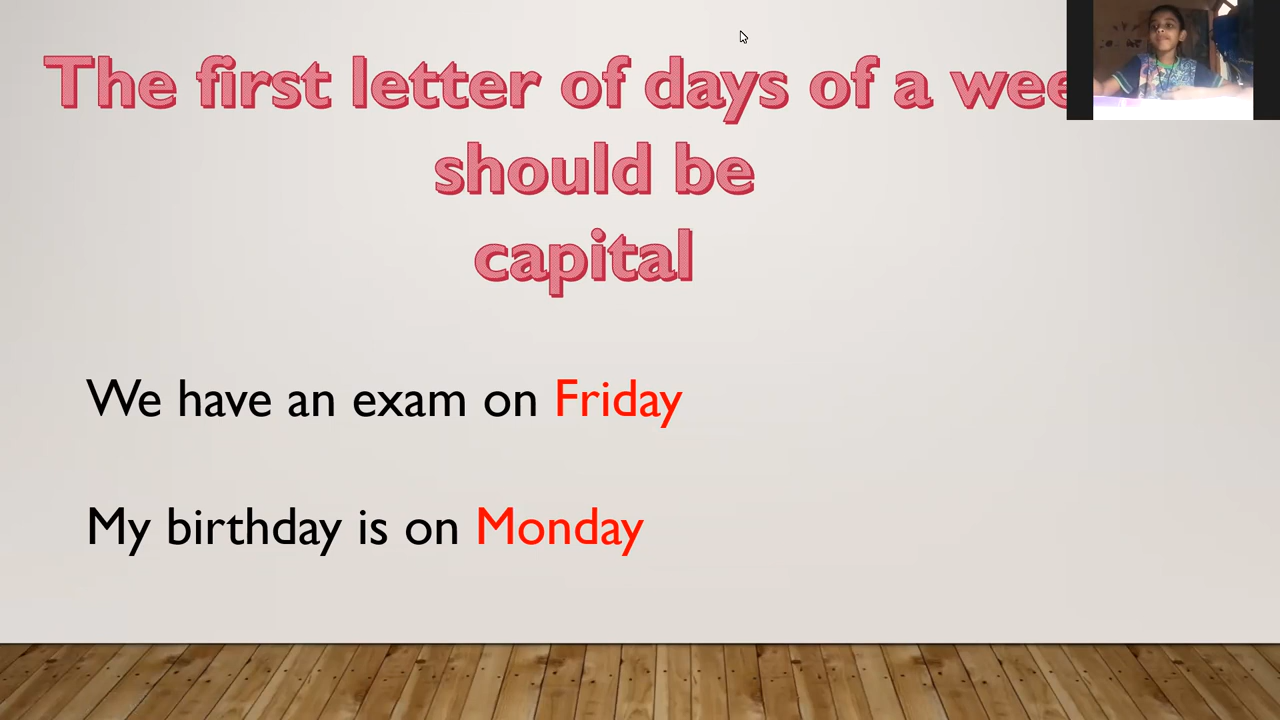 The first letter of days of a
should be
capital
We have an exam on Friday
My birthday is on Monday